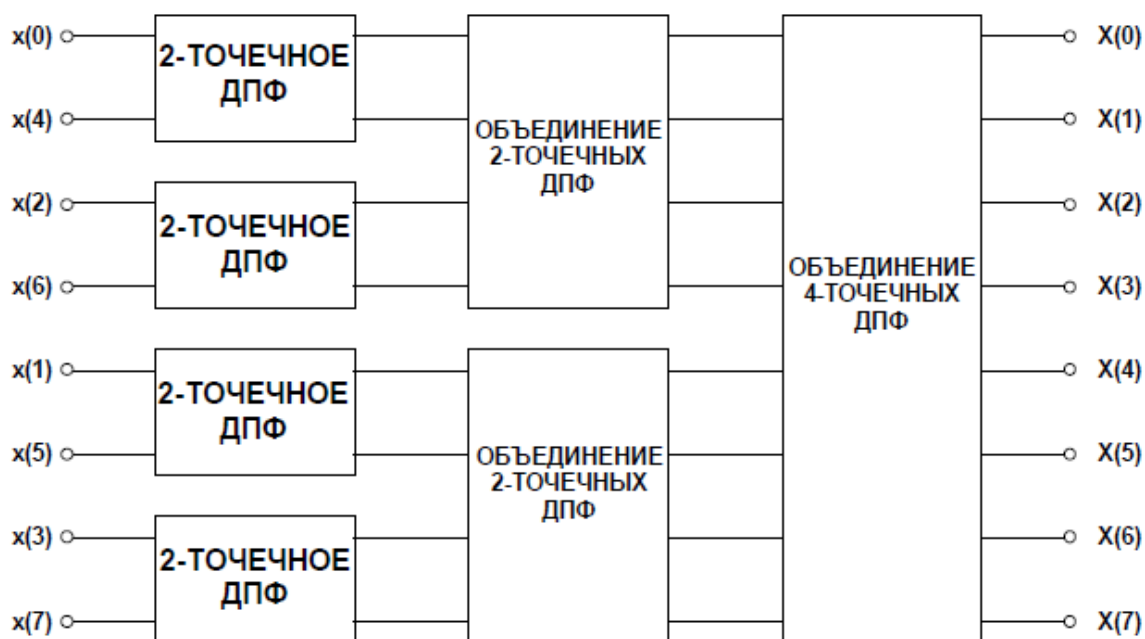 x(0)
x(4)
x(2)
x(6)
x(1)
x(5)
x(3)
x(7)
2-ТОЧЕЧНОЕ
ДПФ
2-ТОЧЕЧНОЕ
ДПФ
2-ТОЧЕЧНОЕ
ДПФ
2-ТОЧЕЧНОЕ
ДПФ
ОБЪЕДИНЕНИЕ
2-ТОЧЕЧНЫХ
ДПФ
ОБЪЕДИНЕНИЕ
2-ТОЧЕЧНЫХ
ДПФ
ОБЪЕДИНЕНИЕ
4-ТОЧЕЧНЫХ
ДПФ
X(0)
X(1)
X(2)
X(3)
X(4)
X(5)
X(6)
X(7)